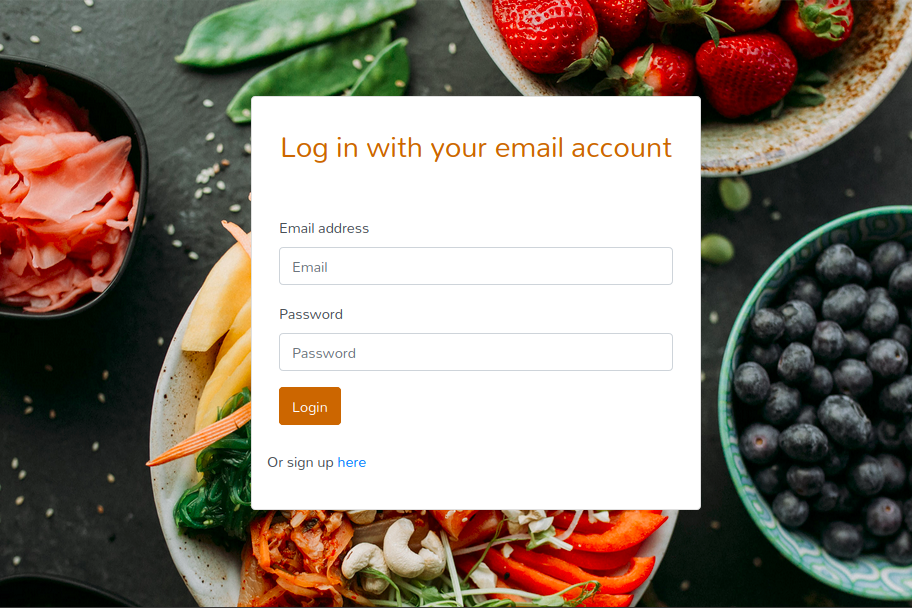 Log in with your email account
Email address
Email
Password
Password
Login
Or sign up here